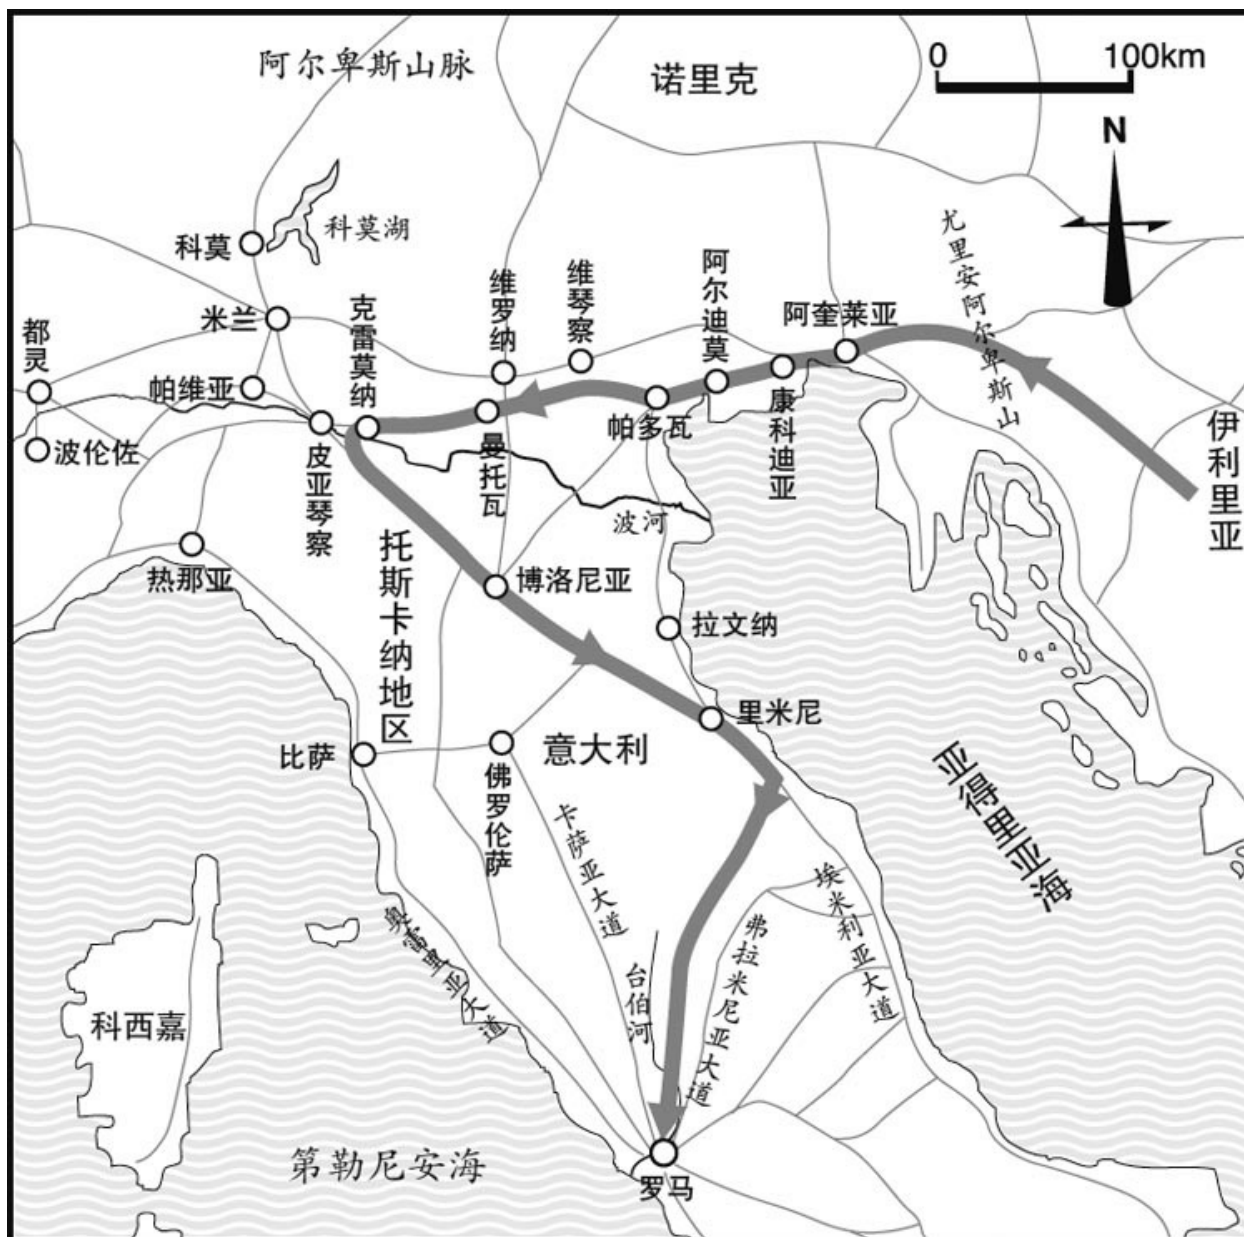 阿尔卑斯山脉
诺里克
0
100km
N
科莫
科莫湖
尤里安阿尔卑斯山
维罗纳
维琴察
阿尔迪莫
阿奎莱亚
都灵
米兰
克雷莫纳
帕维亚
帕多瓦
康科迪亚
伊利里亚
波伦佐
皮亚琴察
曼托瓦
波河
热那亚
托斯卡纳地区
博洛尼亚
拉文纳
里米尼
比萨
佛罗伦萨
意大利
亚得里亚海
卡萨亚大道
埃米利亚大道
奥雷里亚大道
弗拉米尼亚大道
台伯河
科西嘉
第勒尼安海
罗马